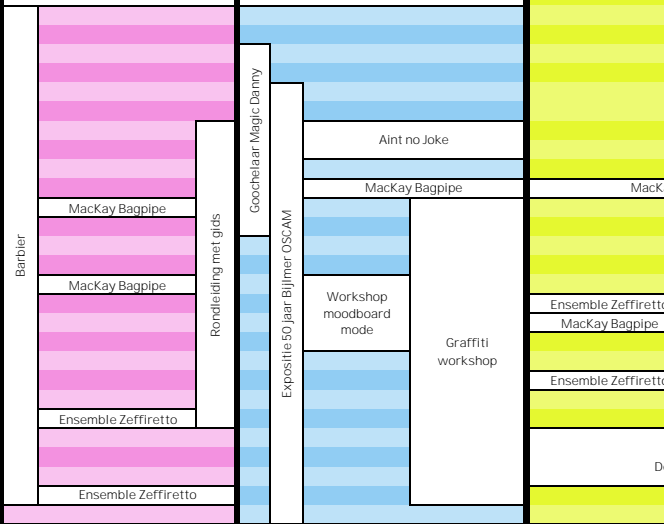 Barbier
MacKay Bagpipe
MacKay Bagpipe
Ensemble Zeffiretto
Ensemble Zeffiretto
Rondleiding met gids
Goochelaar Magic Danny
Expositie 50 jaar Bijlmer OSCAM
Aint no Joke
MacKay Bagpipe
Workshop
moodboard
mode
Graffiti
workshop
MacK
Ensemble Zeffiretto
MacKay Bagpipe
Ensemble Zeffiretto
D